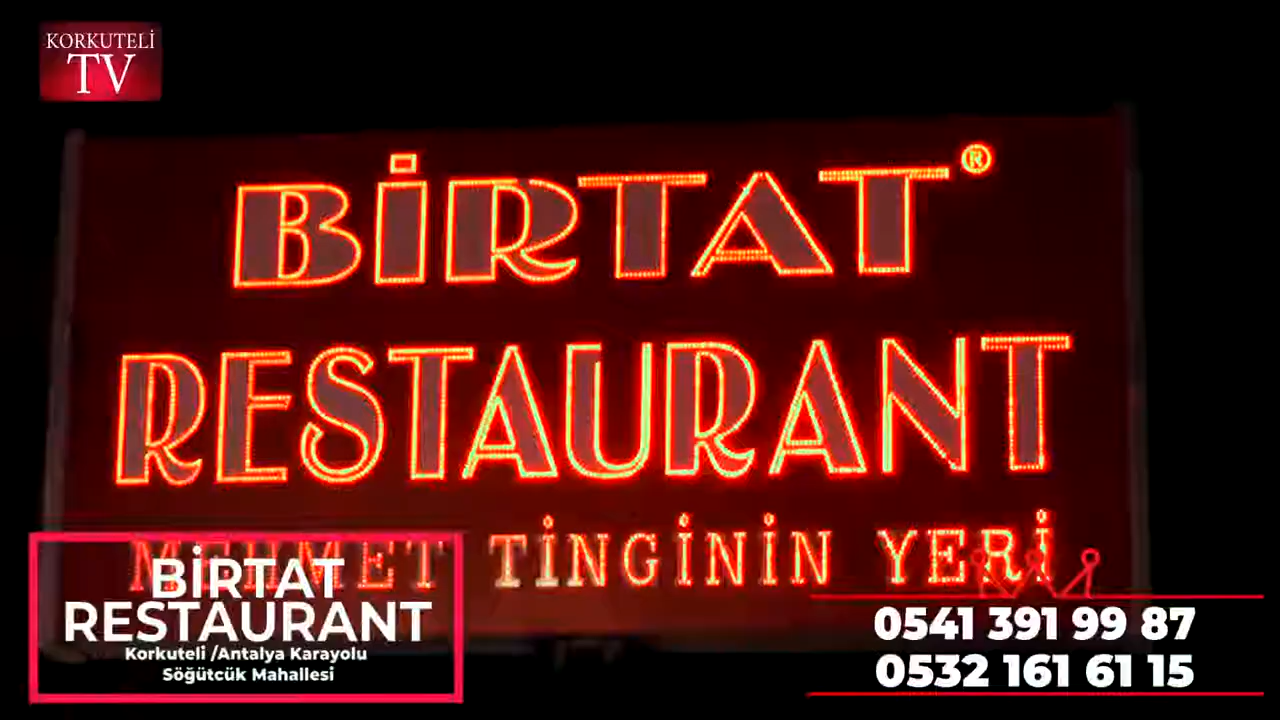 KORKUTELİ
TV
BİRTAT®
RESTAURANT
MEHMET TİNGİNİN YERİ
BİRTAT
RESTAURANT
Korkuteli /Antalya Karayolu
Söğütcük Mahallesi
0541 391 99 87
0532 161 61 15